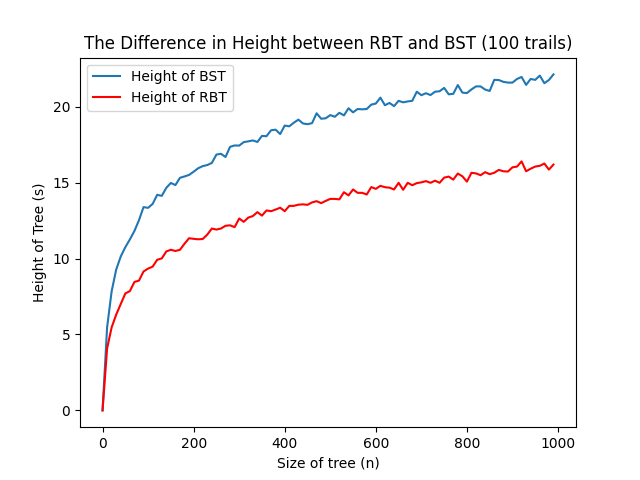 The Difference in Height between RBT and BST (100 trails)
Height of BST
Height of RBT
20
15
10
5
0
Height of Tree (s)
0 200 400 600 800 1000
Size of tree (n)